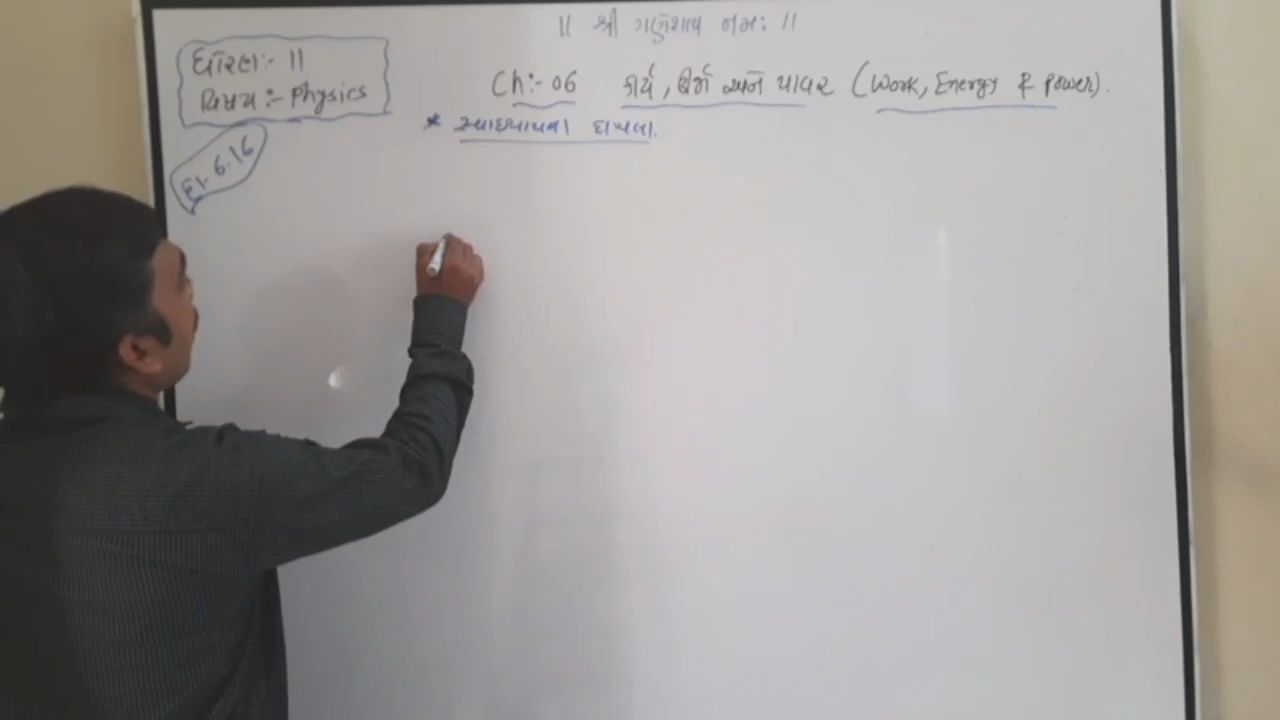 ॥ શ્રી ગણેશાય નમઃ ॥
ધોરણઃ- 11
વિષયઃ- Physics
Ch:- 06 કાર્ય, ઊર્જા અને પાવર (Work, Energy & Power).
* સ્વાધ્યાયના દાખલા.
દા. 6.16